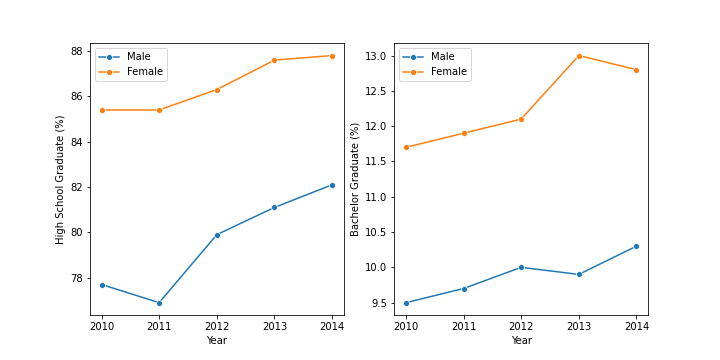 Male
Female
88
86
84
82
80
78
High School Graduate (%)
2010 2011 2012 2013 2014
Year
Male
Female
13.0
12.5
12.0
11.5
11.0
10.5
10.0
9.5
Bachelor Graduate (%)
2010 2011 2012 2013 2014
Year